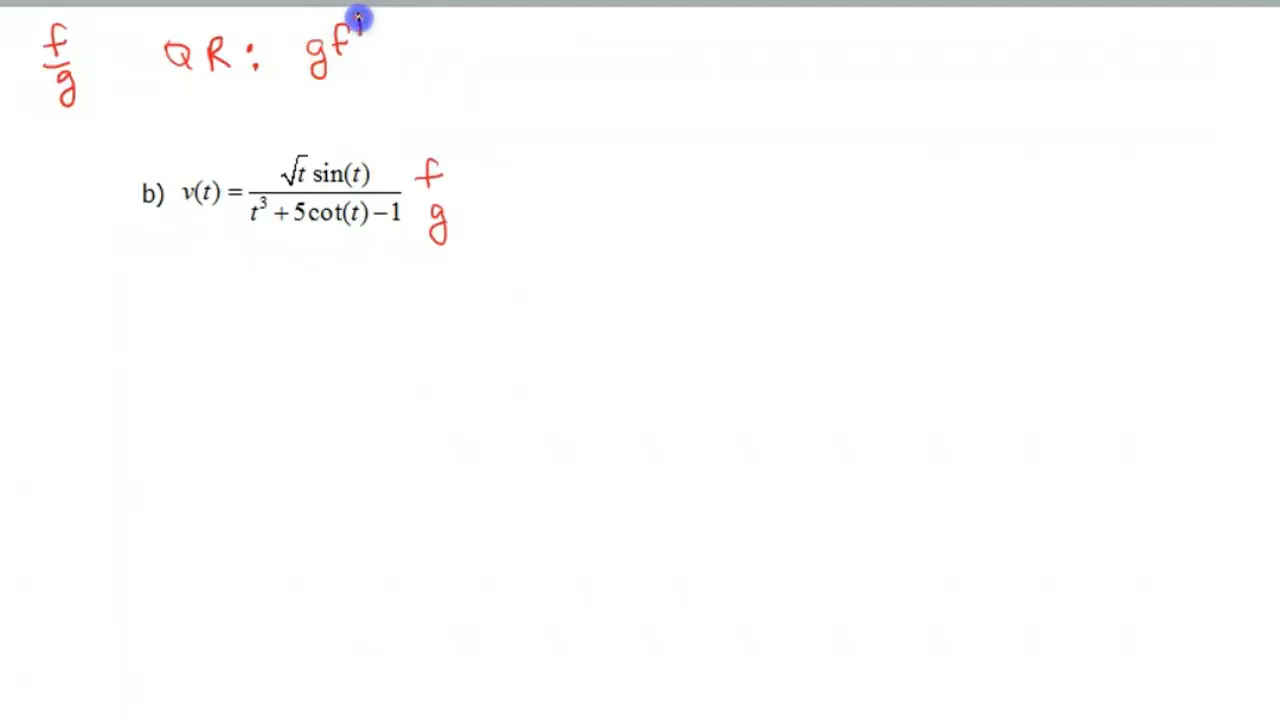 f/g QR: gf'
b) v(t) = √t sin(t) / t³ + 5cot(t) − 1 f g